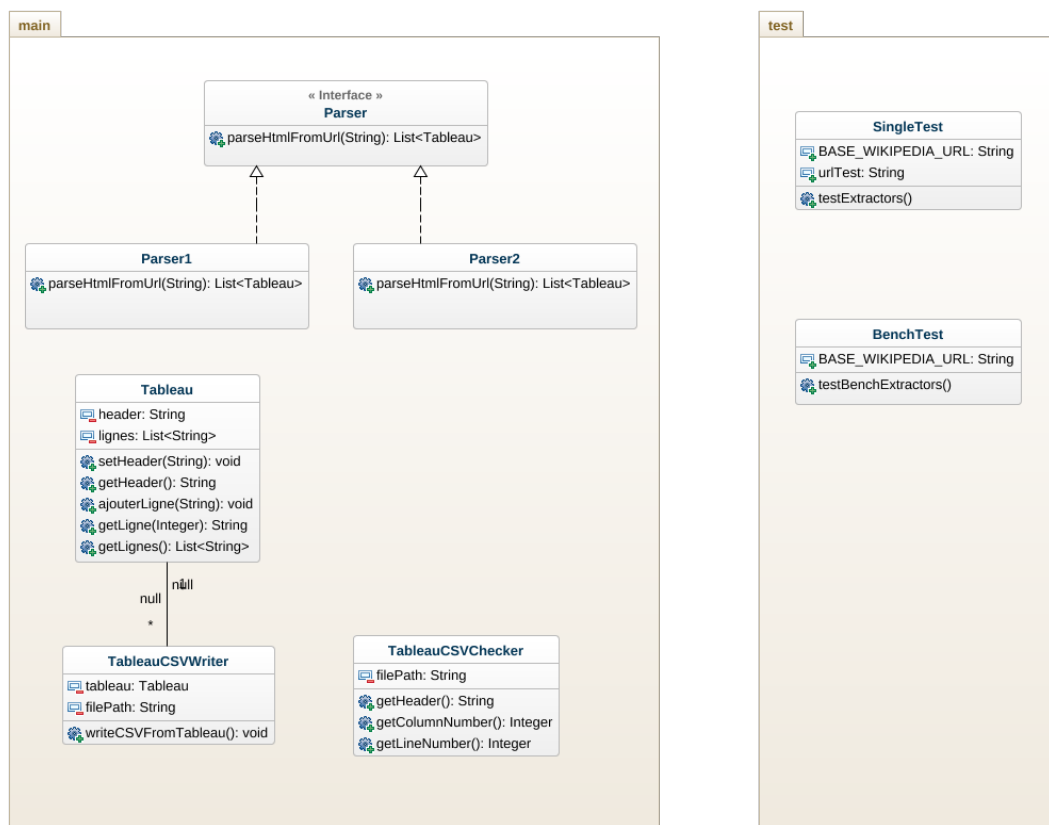 main
« Interface »
Parser
parseHtmlFromUrl(String): List<Tableau>
Parser1
parseHtmlFromUrl(String): List<Tableau>
Parser2
parseHtmlFromUrl(String): List<Tableau>
Tableau
header: String
lignes: List<String>
setHeader(String): void
getHeader(): String
ajouterLigne(String): void
getLigne(Integer): String
getLignes(): List<String>
null
null
*
TableauCSVWriter
tableau: Tableau
filePath: String
writeCSVFromTableau(): void
TableauCSVChecker
filePath: String
getHeader(): String
getColumnNumber(): Integer
getLineNumber(): Integer
test
SingleTest
BASE_WIKIPEDIA_URL: String
urlTest: String
testExtractors()
BenchTest
BASE_WIKIPEDIA_URL: String
testBenchExtractors()